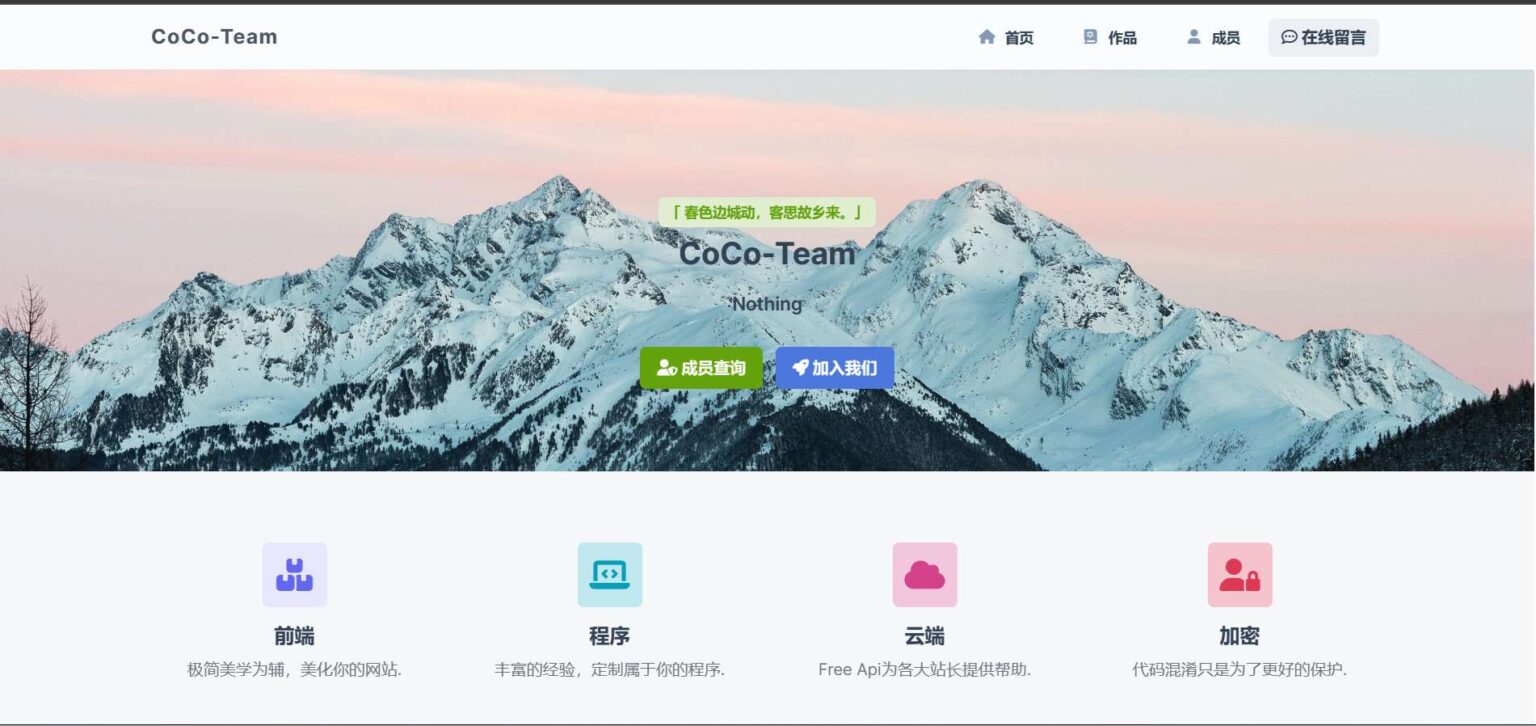 CoCo-Team
首页 作品 成员 在线留言
「 春色边城动，客思故乡来。」
CoCo-Team
'Nothing
成员查询 加入我们
前端 程序 云端 加密
极简美学为辅，美化你的网站. 丰富的经验，定制属于你的程序. Free Api为各大站长提供帮助. 代码混淆只是为了更好的保护.